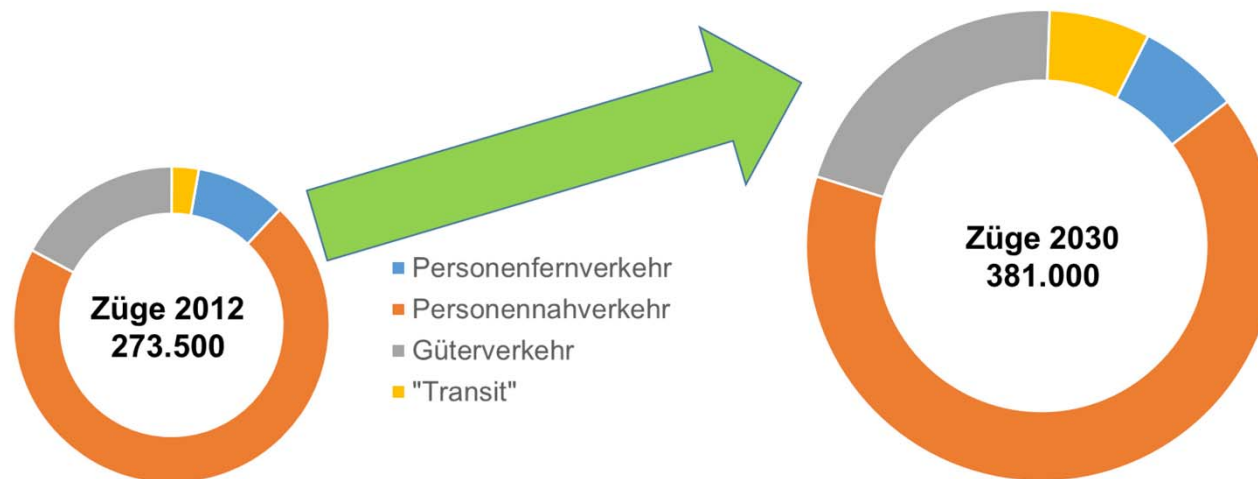 Züge 2012
273.500
Personenfernverkehr
Personennahverkehr
Güterverkehr
"Transit"
Züge 2030
381.000